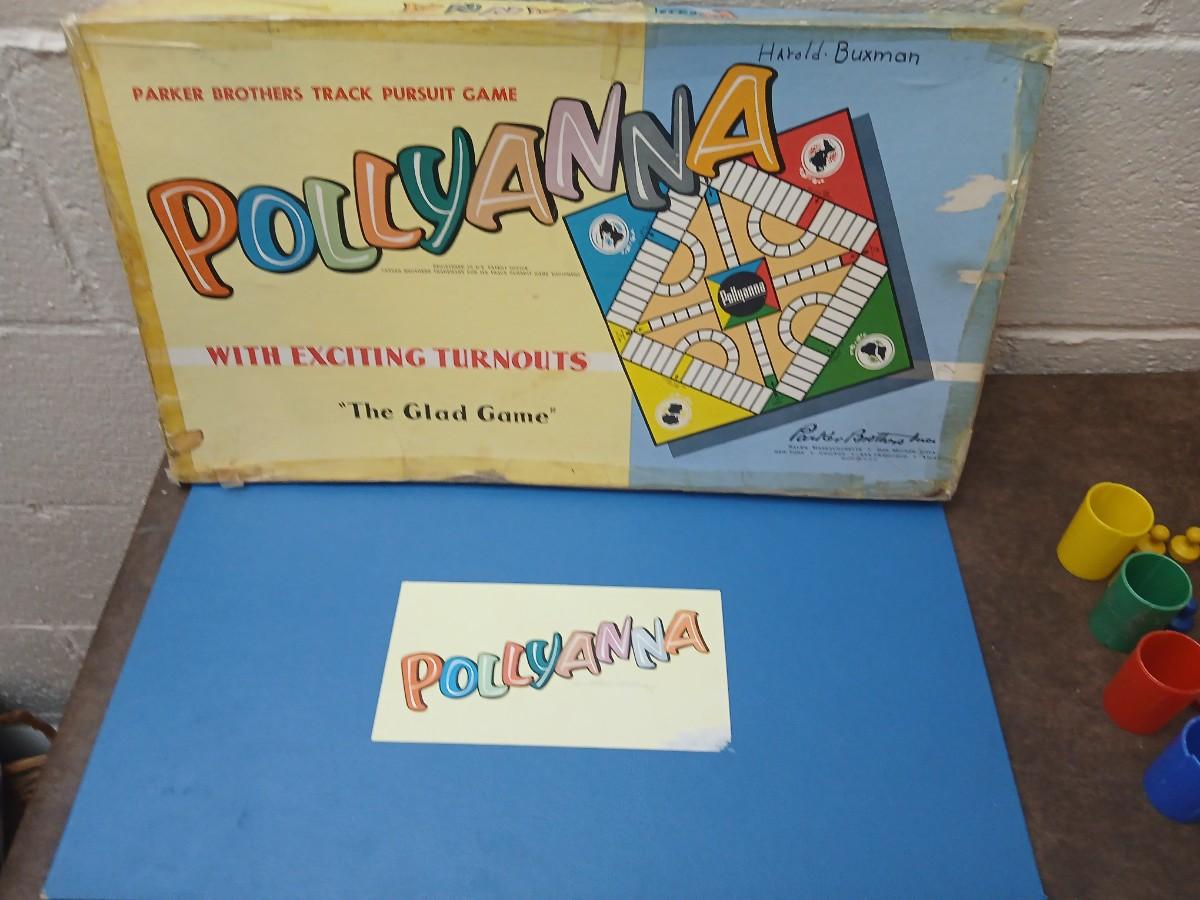 Harold Buxman
PARKER BROTHERS TRACK PURSUIT GAME
POLLYANNA
Pollyanna
WITH EXCITING TURNOUTS
"The Glad Game"
Parker Brothers Inc.
POLLYANNA